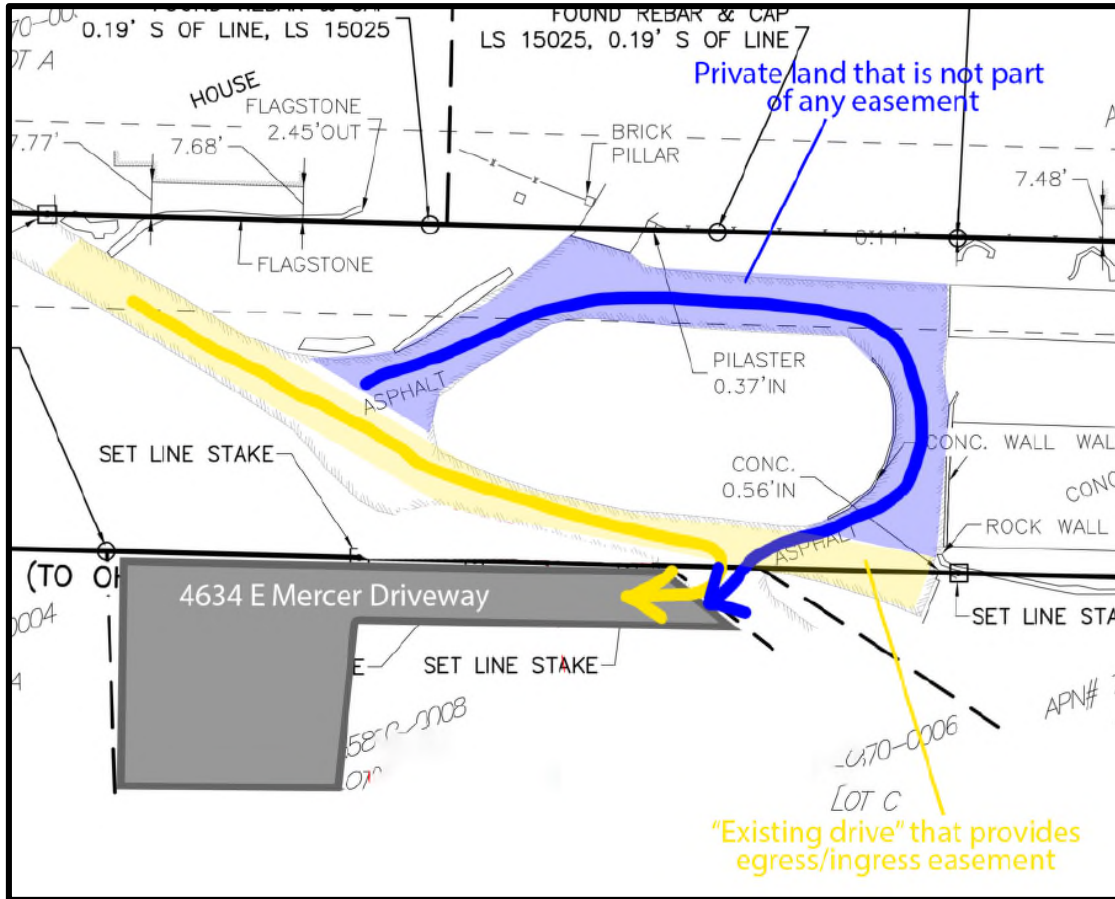 FOUND REBAR & CAP
0.19' S OF LINE, LS 15025
FOUND REBAR & CAP
LS 15025, 0.19' S OF LINE
Private land that is not part
of any easement
HOUSE
FLAGSTONE
2.45'OUT
7.77'
7.68'
BRICK
PILLAR
7.48'
FLAGSTONE
PILASTER
0.37'IN
ASPHALT
SET LINE STAKE
CONC. WALL
CONC.
0.56'IN
ROCK WALL
ASPHALT
(TO
4634 E Mercer Driveway
SET LINE STAKE
SET LINE
APN#
LOT C
"Existing drive" that provides
egress/ingress easement